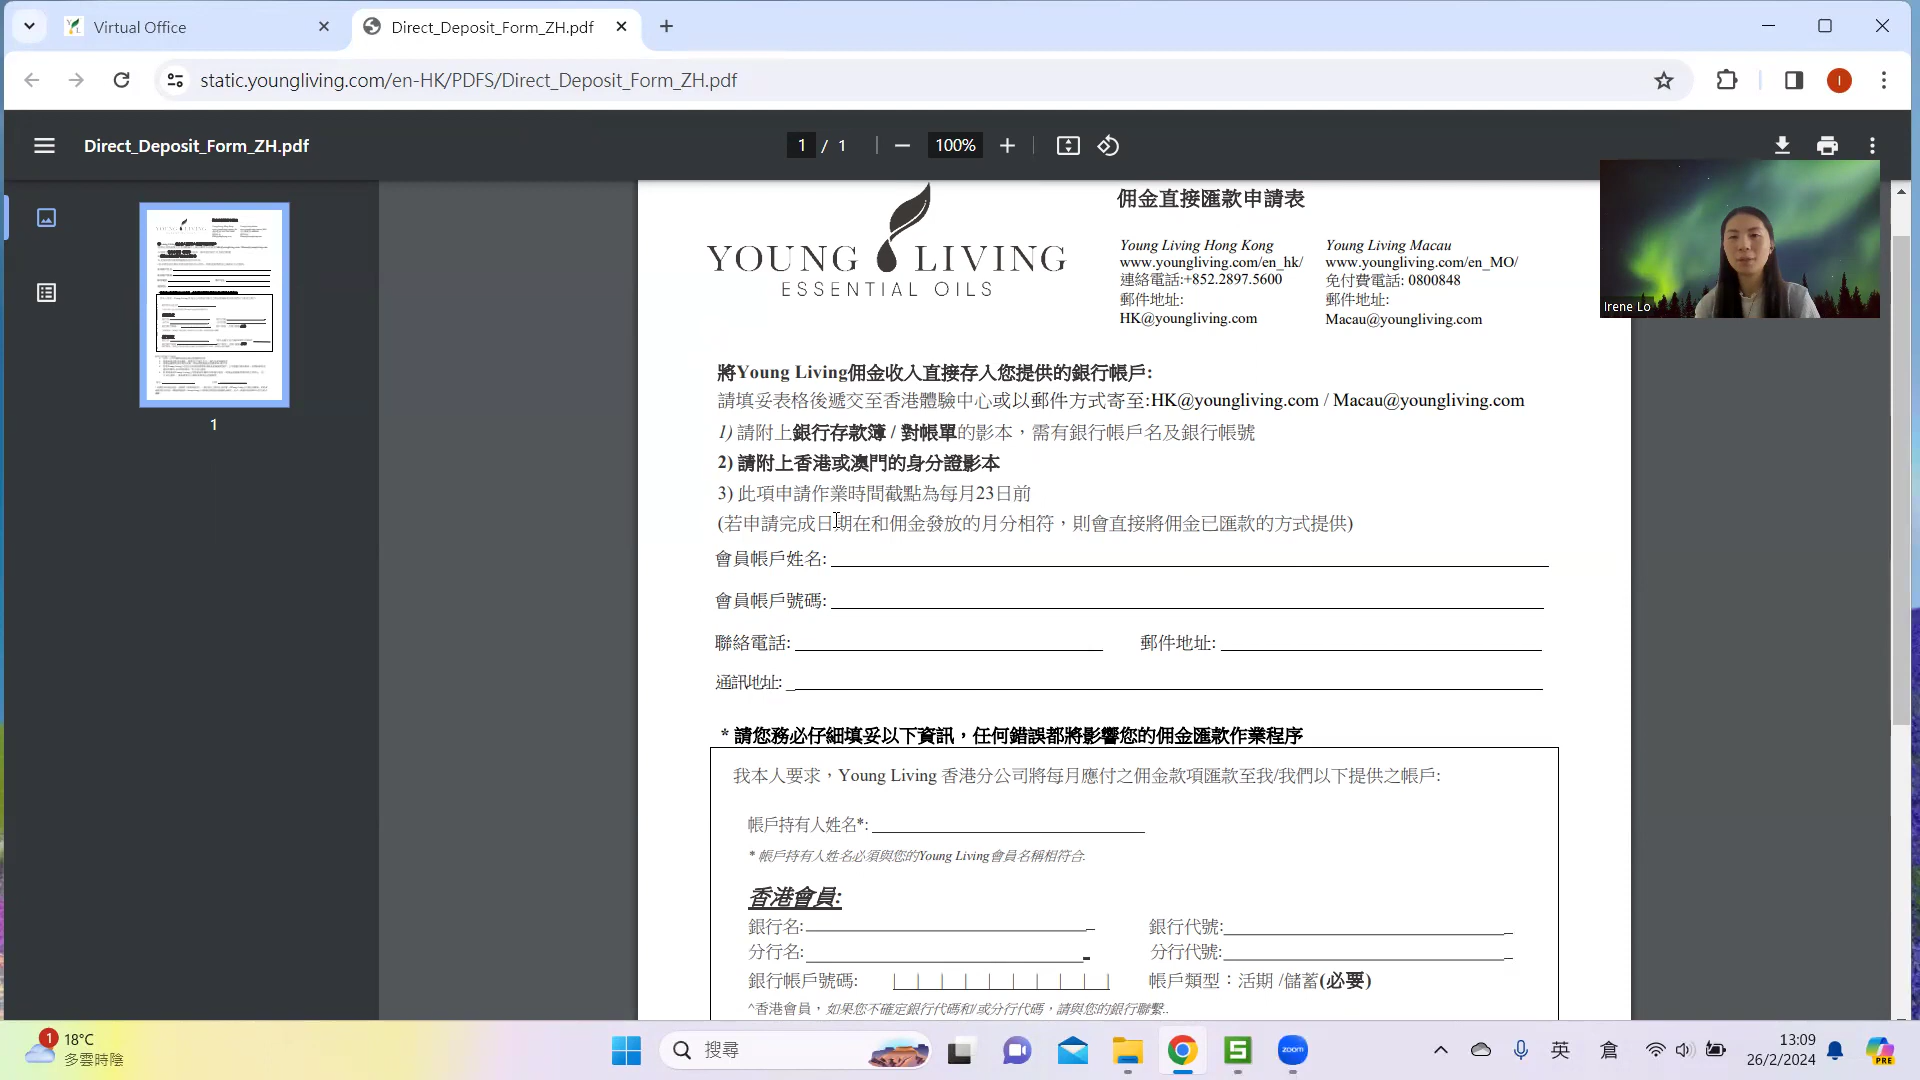 Virtual Office
Direct_Deposit_Form_ZH.pdf
static.youngliving.com/en-HK/PDFS/Direct_Deposit_Form_ZH.pdf
I
Direct_Deposit_Form_ZH.pdf
1 / 1
100%
1
YOUNG LIVING
ESSENTIAL OILS
佣金直接匯款申請表
Young Living Hong Kong
www.youngliving.com/en_hk/
連絡電話:+852.2897.5600
郵件地址:
HK@youngliving.com
Young Living Macau
www.youngliving.com/en_MO/
免付費電話: 0800848
郵件地址:
Macau@youngliving.com
Irene Lo
將Young Living佣金收入直接存入您提供的銀行帳戶:
請填妥表格後遞交至香港體驗中心或以郵件方式寄至:HK@youngliving.com / Macau@youngliving.com
1) 請附上銀行存款簿 / 對帳單的影本，需有銀行帳戶名及銀行帳號
2) 請附上香港或澳門的身分證影本
3) 此項申請作業時間截點為每月23日前
(若申請完成日期在和佣金發放的月分相符，則會直接將佣金已匯款的方式提供)
會員帳戶姓名:
會員帳戶號碼:
聯絡電話: 郵件地址:
通訊地址:
* 請您務必仔細填妥以下資訊，任何錯誤都將影響您的佣金匯款作業程序
我本人要求，Young Living 香港分公司將每月應付之佣金款項匯款至我/我們以下提供之帳戶:
帳戶持有人姓名*:
* 帳戶持有人姓名必須與您的Young Living會員名稱相符合.
香港會員:
銀行名: 銀行代號:
分行名: 分行代號:
銀行帳戶號碼: 帳戶類型：活期 /儲蓄(必要)
^香港會員，如果您不確定銀行代碼和/或分行代碼，請與您的銀行聯繫..
1
18°C
多雲時陰
搜尋
S
zoom
英
倉
13:09
26/2/2024
PRE